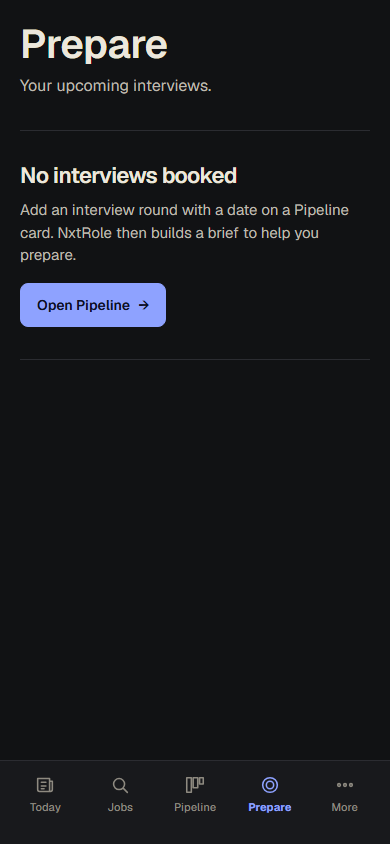 Prepare
Your upcoming interviews.
No interviews booked
Add an interview round with a date on a Pipeline
card. NxtRole then builds a brief to help you
prepare.
Open Pipeline →
Today
Jobs
Pipeline
Prepare
More